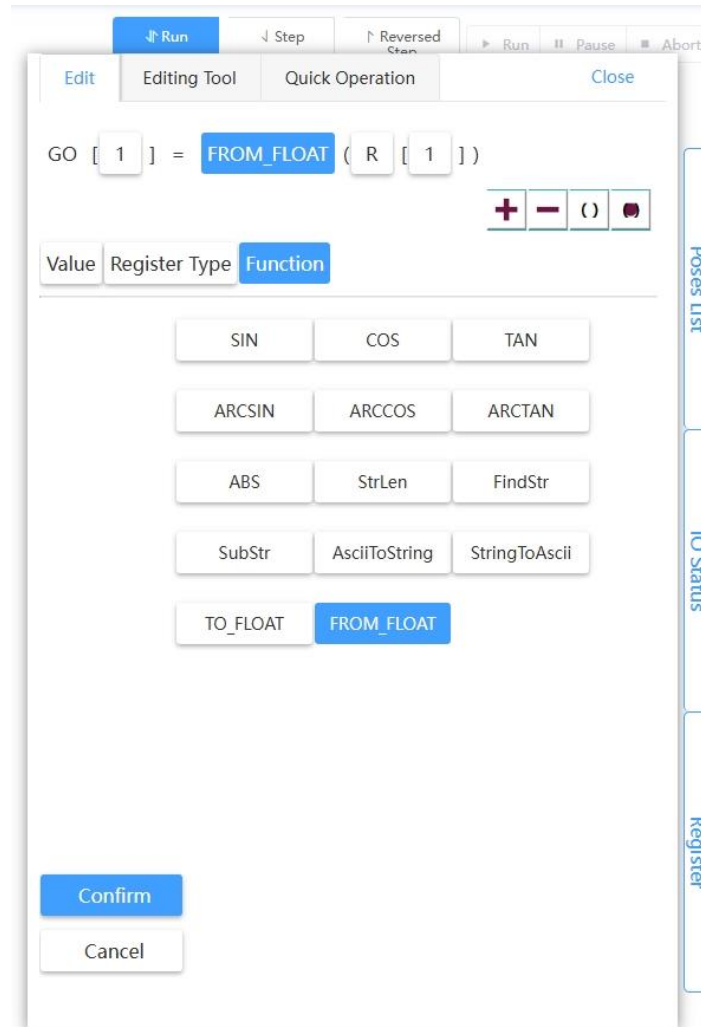 Run Step Reversed Step Run Pause Abort
Edit Editing Tool Quick Operation Close
GO [ 1 ] = FROM_FLOAT ( R [ 1 ] )
+ − ( ) 
Value Register Type Function
SIN COS TAN
ARCSIN ARCCOS ARCTAN
ABS StrLen FindStr
SubStr AsciiToString StringToAscii
TO_FLOAT FROM_FLOAT
Poses List
IO Status
Register
Confirm
Cancel